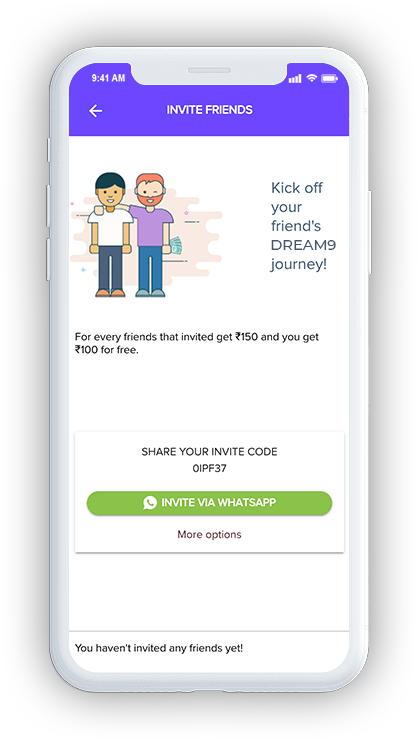 9:41 AM
INVITE FRIENDS
Kick off
your
friend's
DREAM9
journey!
For every friends that invited get ₹150 and you get
₹100 for free.
SHARE YOUR INVITE CODE
0IPF37
INVITE VIA WHATSAPP
More options
You haven't invited any friends yet!